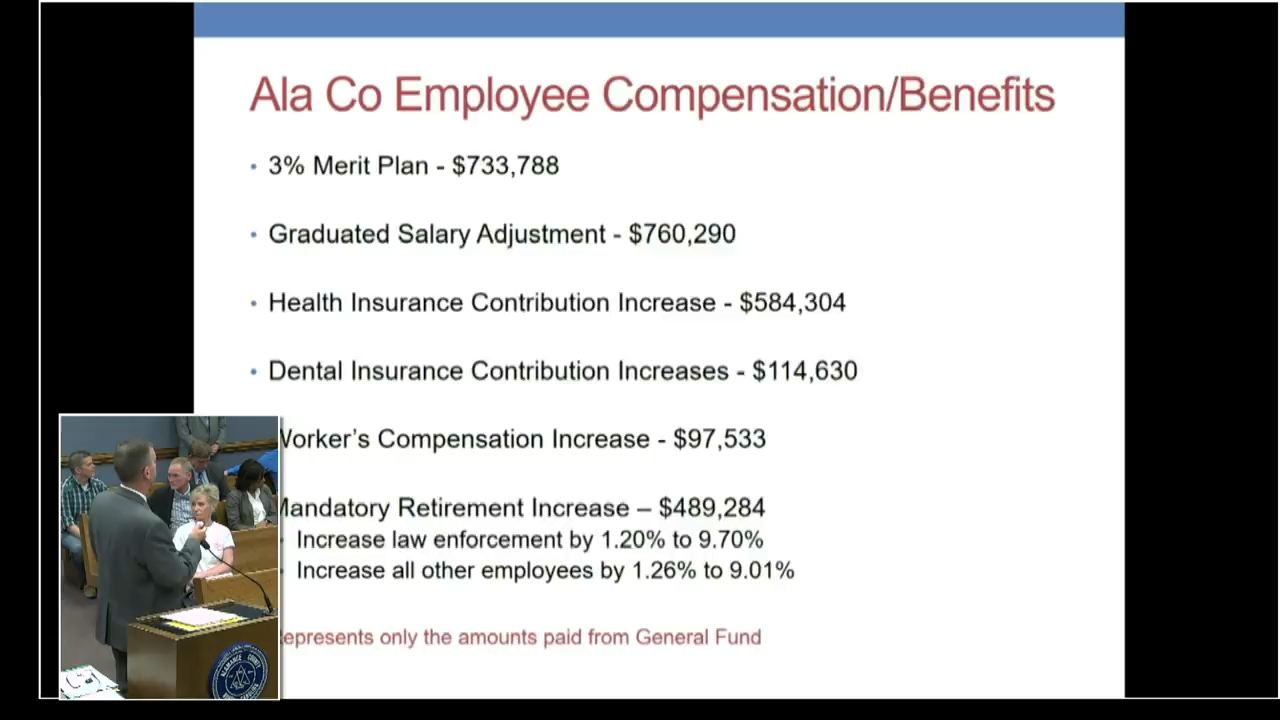 Ala Co Employee Compensation/Benefits
• 3% Merit Plan - $733,788
• Graduated Salary Adjustment - $760,290
• Health Insurance Contribution Increase - $584,304
• Dental Insurance Contribution Increases - $114,630
Worker’s Compensation Increase - $97,533
Mandatory Retirement Increase – $489,284
Increase law enforcement by 1.20% to 9.70%
Increase all other employees by 1.26% to 9.01%
epresents only the amounts paid from General Fund
ALAMANCE COUNTY